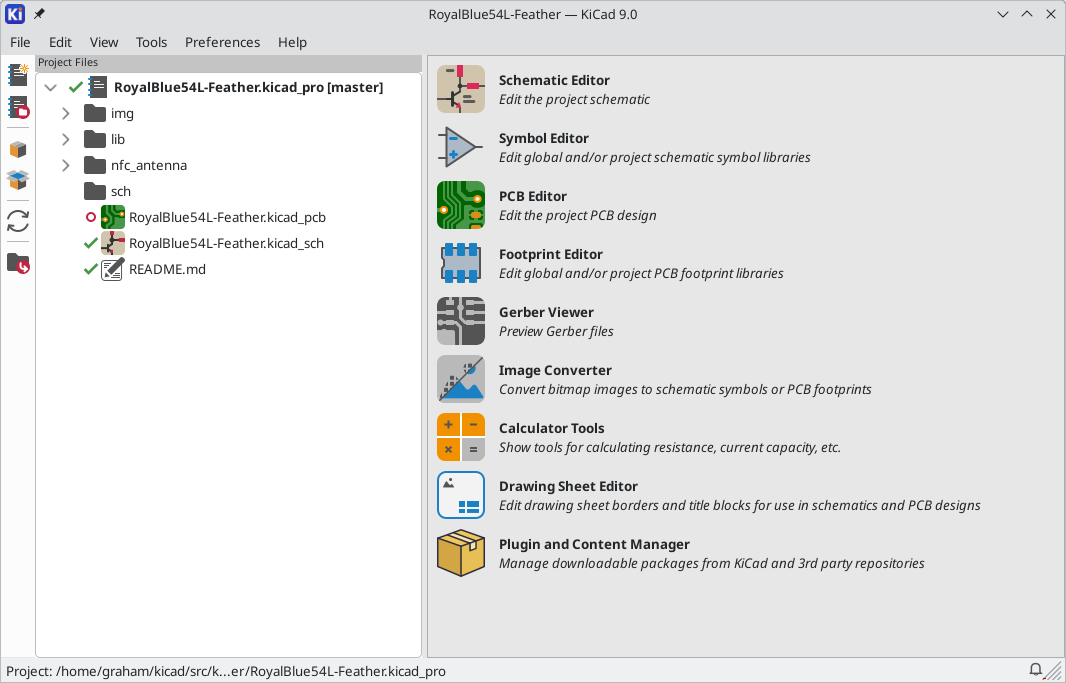 Ki
RoyalBlue54L-Feather — KiCad 9.0
File Edit View Tools Preferences Help
Project Files
RoyalBlue54L-Feather.kicad_pro [master]
img
lib
nfc_antenna
sch
RoyalBlue54L-Feather.kicad_pcb
RoyalBlue54L-Feather.kicad_sch
README.md
Schematic Editor
Edit the project schematic
Symbol Editor
Edit global and/or project schematic symbol libraries
PCB Editor
Edit the project PCB design
Footprint Editor
Edit global and/or project PCB footprint libraries
Gerber Viewer
Preview Gerber files
Image Converter
Convert bitmap images to schematic symbols or PCB footprints
Calculator Tools
Show tools for calculating resistance, current capacity, etc.
Drawing Sheet Editor
Edit drawing sheet borders and title blocks for use in schematics and PCB designs
Plugin and Content Manager
Manage downloadable packages from KiCad and 3rd party repositories
Project: /home/graham/kicad/src/k...er/RoyalBlue54L-Feather.kicad_pro